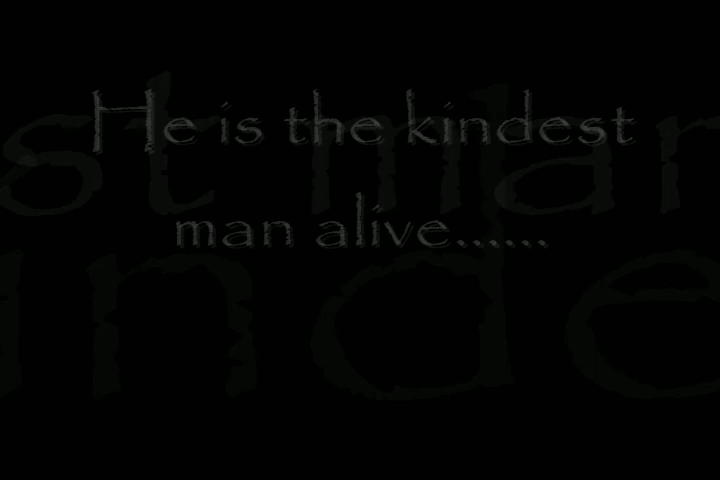 He is the kindest
man alive......